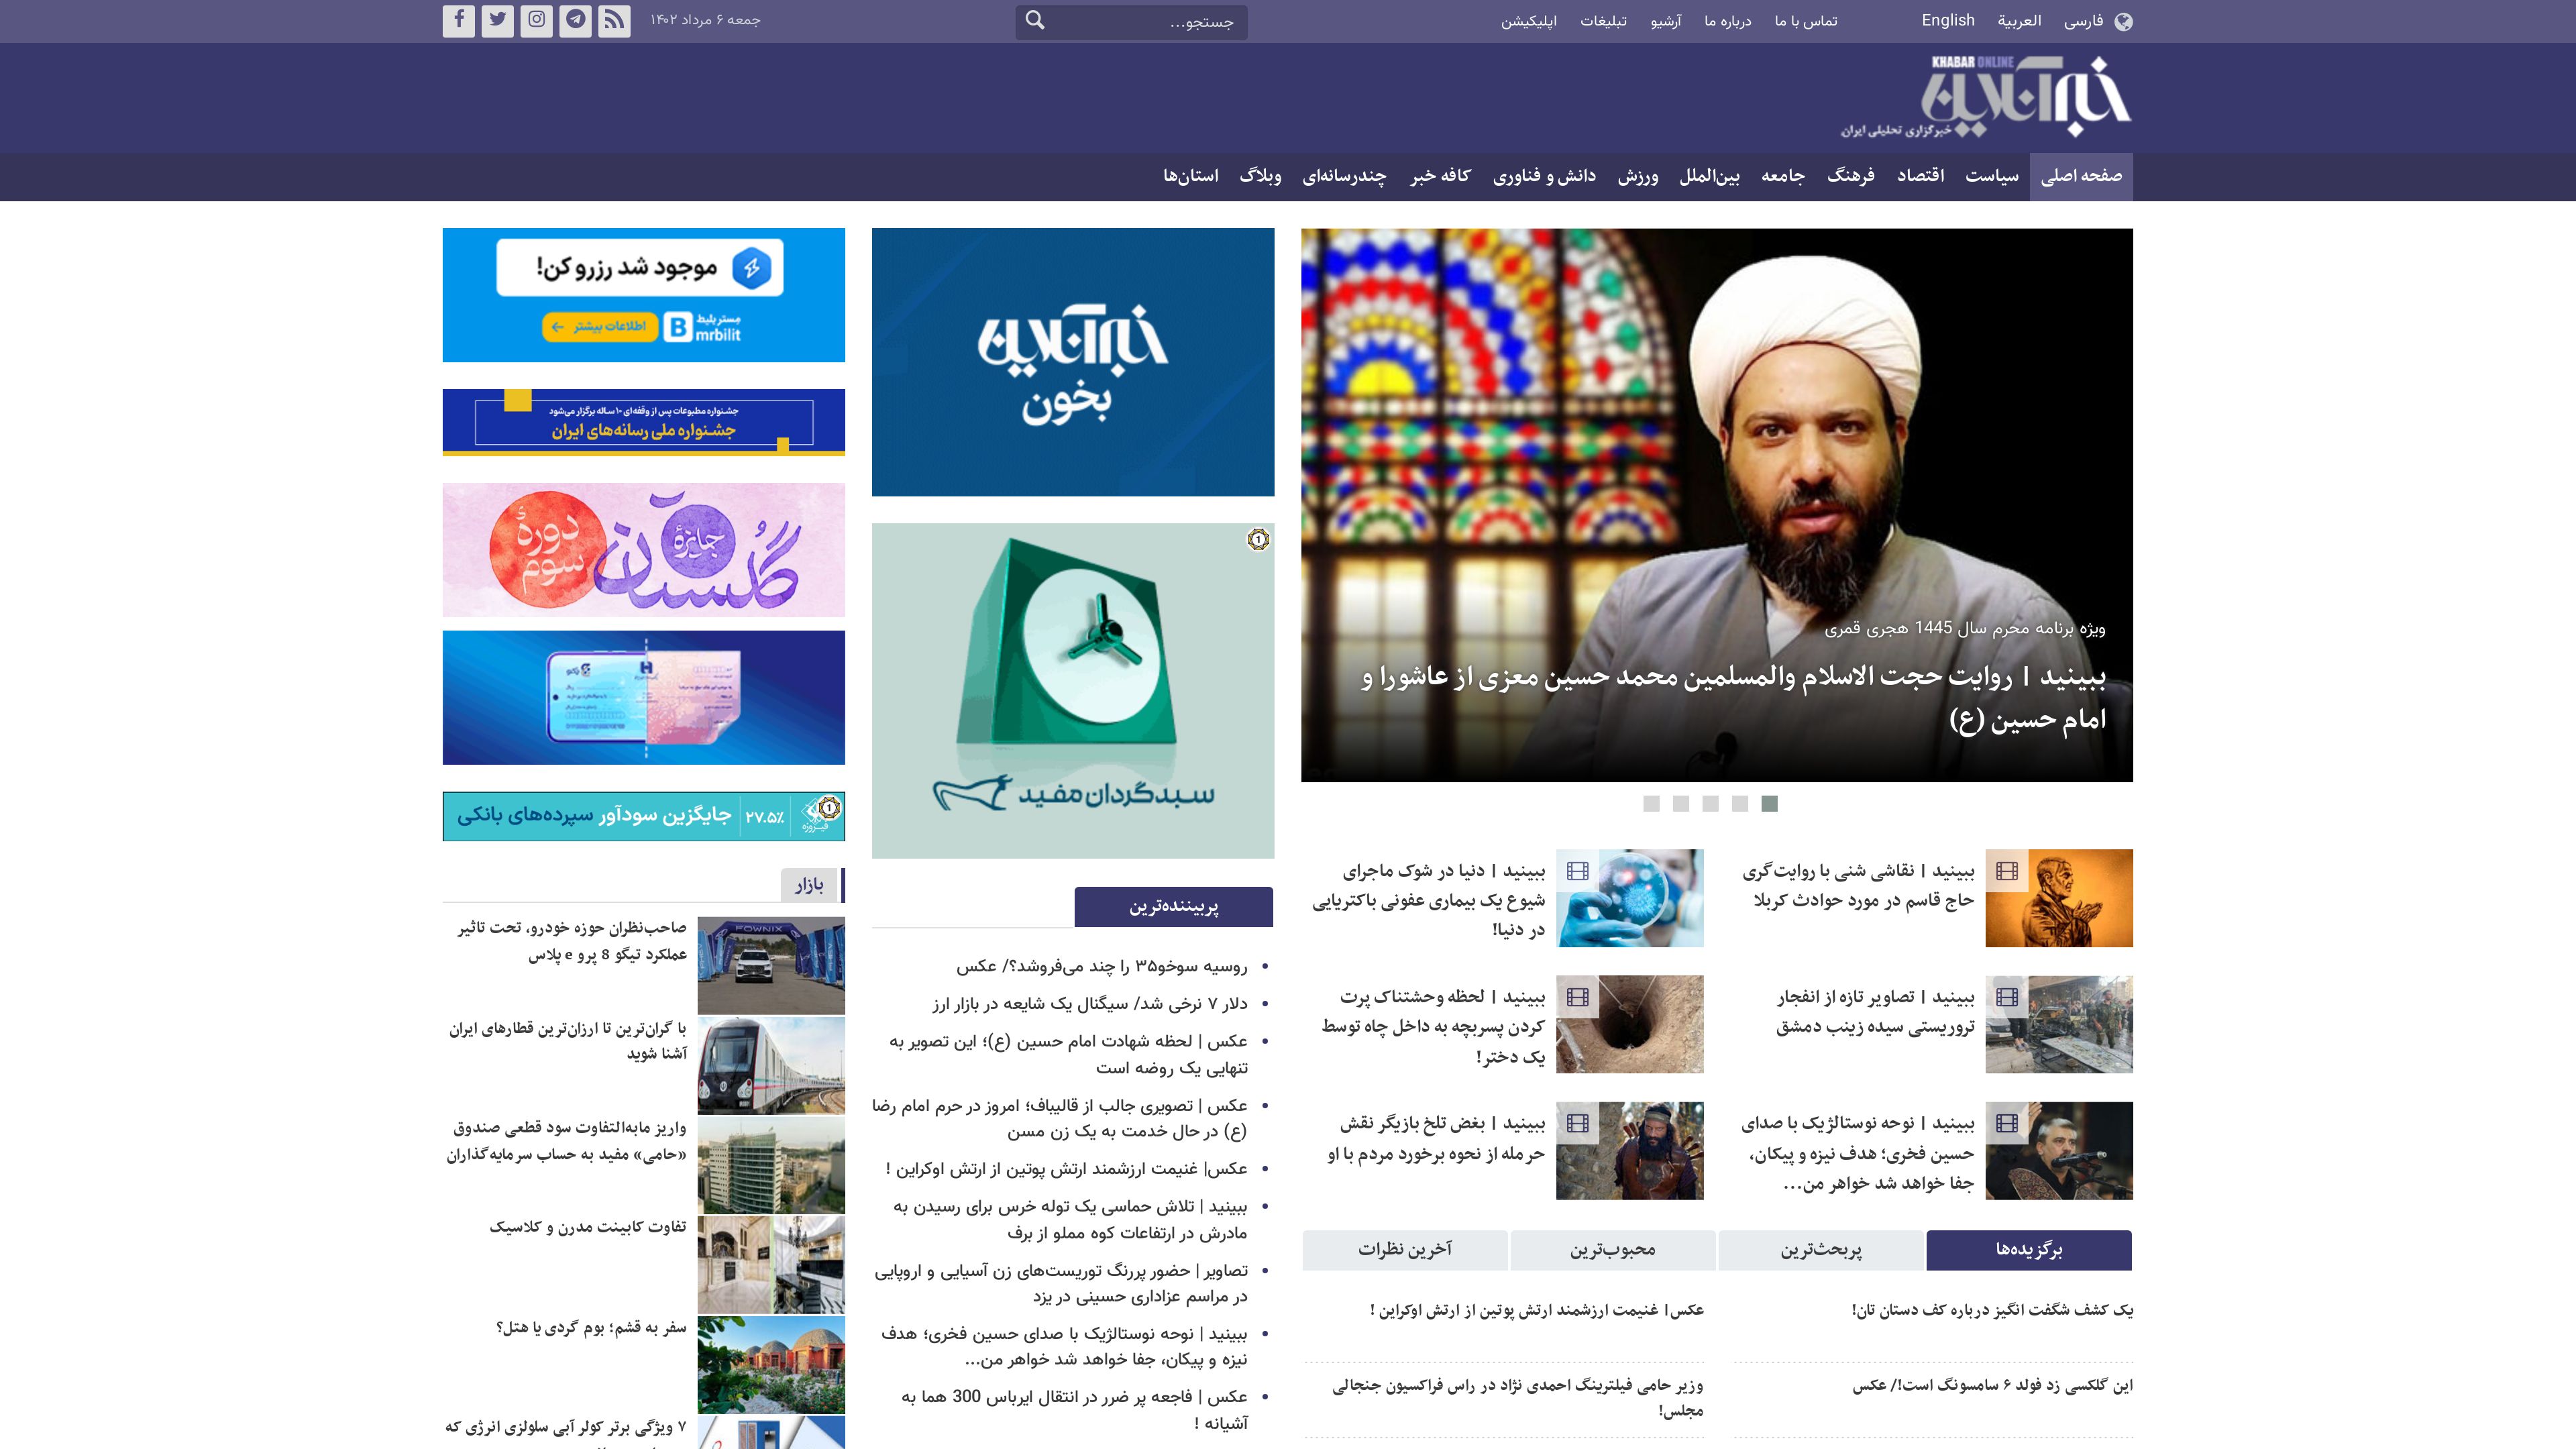 فارسی
العربیة
English
تماس با ما
درباره ما
آرشیو
تبلیغات
اپلیکیشن
جستجو...
جمعه ۶ مرداد ۱۴۰۲
KHABAR ONLINE
خبرآنلاین
خبرگزاری تحلیلی ایران
صفحه اصلی
سیاست
اقتصاد
فرهنگ
جامعه
بین‌الملل
ورزش
دانش و فناوری
کافه خبر
چندرسانه‌ای
وبلاگ
استان‌ها
ویژه برنامه محرم سال 1445 هجری قمری
ببینید | روایت حجت الاسلام والمسلمین محمد حسین معزی از عاشورا و
امام حسین (ع)
ببینید | نقاشی شنی با روایت‌گری
حاج قاسم در مورد حوادث کربلا
ببینید | دنیا در شوک ماجرای
شیوع یک بیماری عفونی باکتریایی
در دنیا!
ببینید | تصاویر تازه از انفجار
تروریستی سیده زینب دمشق
ببینید | لحظه وحشتناک پرت
کردن پسربچه به داخل چاه توسط
یک دختر!
ببینید | نوحه نوستالژیک با صدای
حسین فخری؛ هدف نیزه و پیکان،
جفا خواهد شد خواهر من...
ببینید | بغض تلخ بازیگر نقش
حرمله از نحوه برخورد مردم با او
برگزیده‌ها
پربحث‌ترین
محبوب‌ترین
آخرین نظرات
یک کشف شگفت انگیز درباره کف دستان تان!
عکس| غنیمت ارزشمند ارتش پوتین از ارتش اوکراین !
این گلکسی زد فولد ۶ سامسونگ است!/ عکس
وزیر حامی فیلترینگ احمدی نژاد در راس فراکسیون جنجالی
مجلس!
خبرآنلاین
بخون
1
سبدگردان مفید
پربیننده‌ترین
روسیه سوخو۳۵ را چند می‌فروشد؟/ عکس
دلار ۷ نرخی شد/ سیگنال یک شایعه در بازار ارز
عکس | لحظه شهادت امام حسین (ع)؛ این تصویر به
تنهایی یک روضه است
عکس | تصویری جالب از قالیباف؛ امروز در حرم امام رضا
(ع) در حال خدمت به یک زن مسن
عکس| غنیمت ارزشمند ارتش پوتین از ارتش اوکراین !
ببینید | تلاش حماسی یک توله خرس برای رسیدن به
مادرش در ارتفاعات کوه مملو از برف
تصاویر | حضور پررنگ توریست‌های زن آسیایی و اروپایی
در مراسم عزاداری حسینی در یزد
ببینید | نوحه نوستالژیک با صدای حسین فخری؛ هدف
نیزه و پیکان، جفا خواهد شد خواهر من...
عکس | فاجعه پر ضرر در انتقال ایرباس 300 هما به
آشیانه !
موجود شد رزرو کن!
مستر بلیط
mrbilit
اطلاعات بیشتر
جشنواره مطبوعات پس از وقفه‌ای ۱۰ ساله برگزار می‌شود
جشنواره ملی رسانه‌های ایران
جایزهٔ
گلستان
دورهٔ
سوم
1
فیروزه
۲۷.۵٪
جایگزین سودآور سپرده‌های بانکی
بازار
صاحب‌نظران حوزه خودرو، تحت تاثیر
عملکرد تیگو 8 پرو e پلاس
FOWNIX
با گران‌ترین تا ارزان‌ترین قطارهای ایران
آشنا شوید
واریز مابه‌التفاوت سود قطعی صندوق
«حامی» مفید به حساب سرمایه‌گذاران
تفاوت کابینت مدرن و کلاسیک
سفر به قشم؛ بوم گردی یا هتل؟
۷ ویژگی برتر کولر آبی سلولزی انرژی که